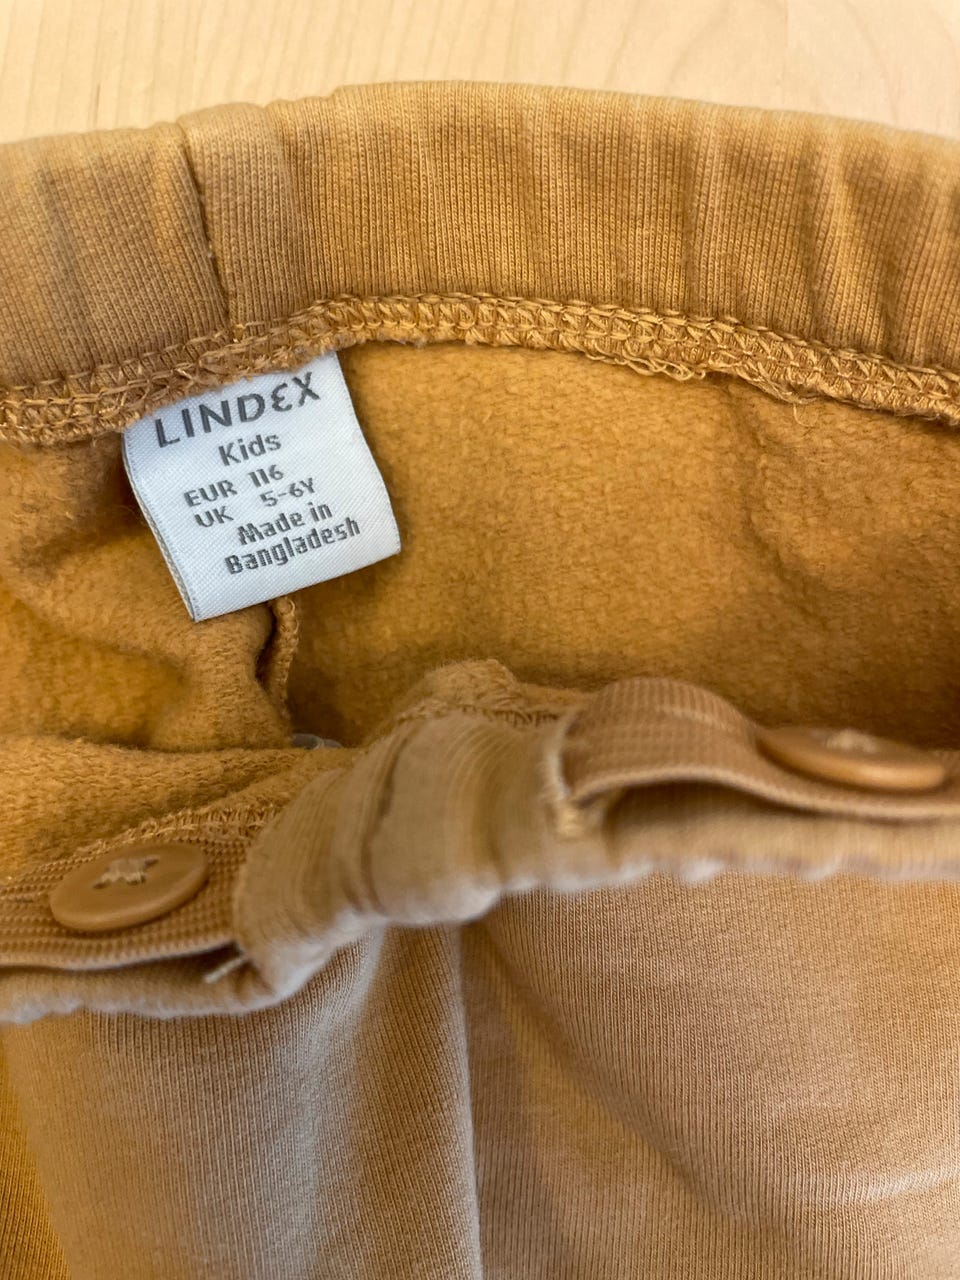 LINDEX
Kids
EUR 116
UK 5-6Y
Made in
Bangladesh